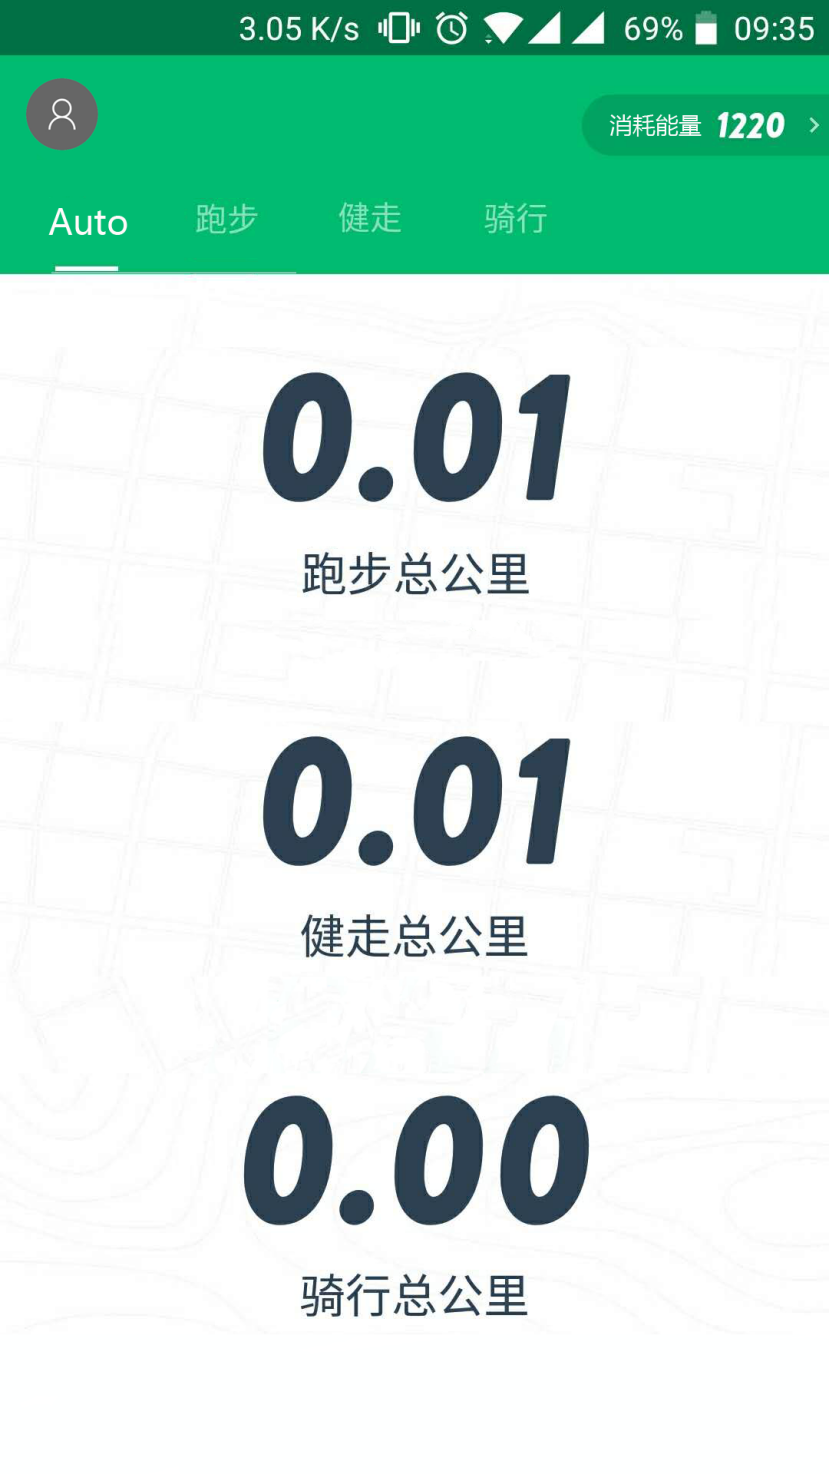 3.05 K/s 69% 09:35
消耗能量 1220
Auto 跑步 健走 骑行
0.01
跑步总公里
0.01
健走总公里
0.00
骑行总公里